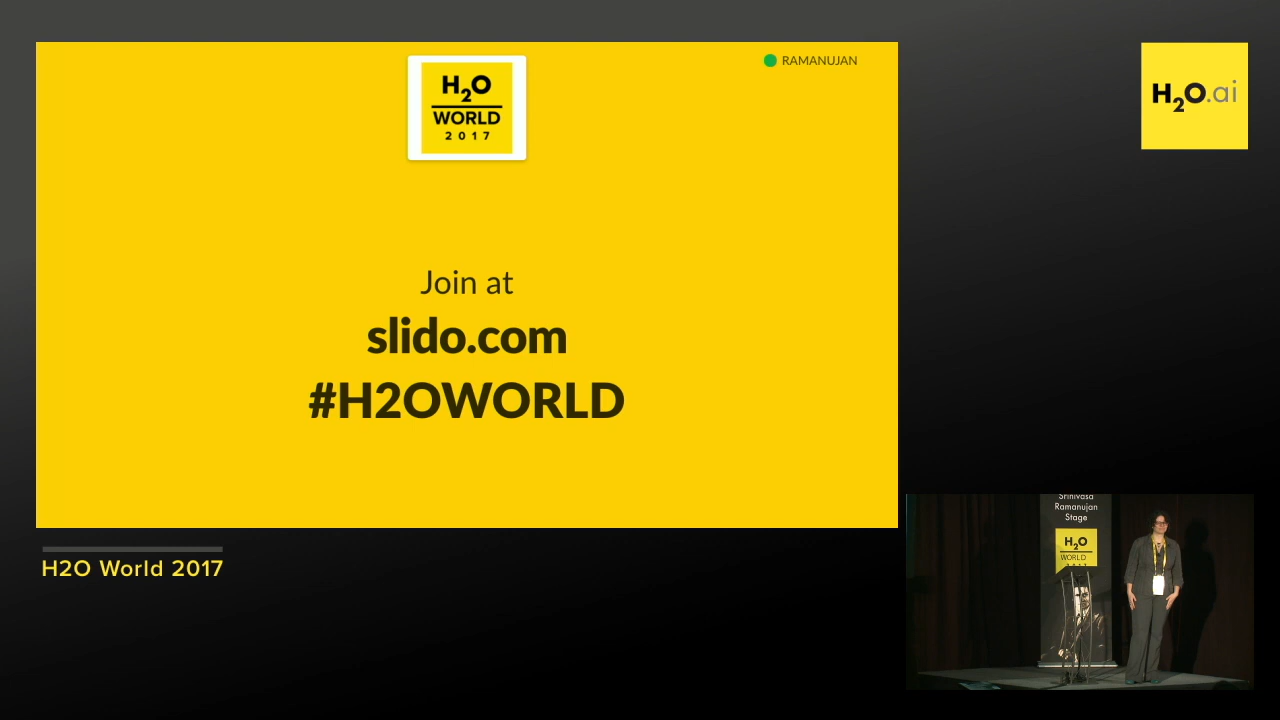 H2O
WORLD
2017
RAMANUJAN
H2O.ai
Join at
slido.com
#H2OWORLD
H2O World 2017
Srinivasa
Ramanujan
Stage
H2O
WORLD
2017